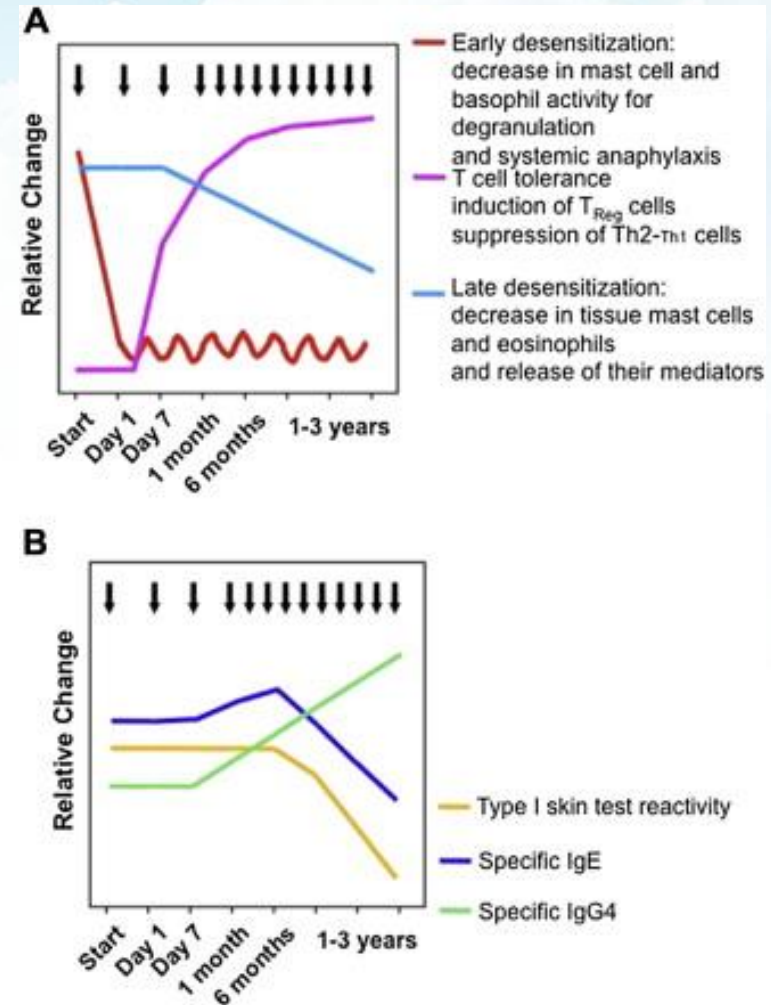 A
Relative Change
Start
Day 1
Day 7
1 month
6 months
1-3 years
Early desensitization:
decrease in mast cell and
basophil activity for
degranulation
and systemic anaphylaxis
T cell tolerance
induction of TReg cells
suppression of Th2-Th1 cells
Late desensitization:
decrease in tissue mast cells
and eosinophils
and release of their mediators
B
Relative Change
Start
Day 1
Day 7
1 month
6 months
1-3 years
Type I skin test reactivity
Specific IgE
Specific IgG4